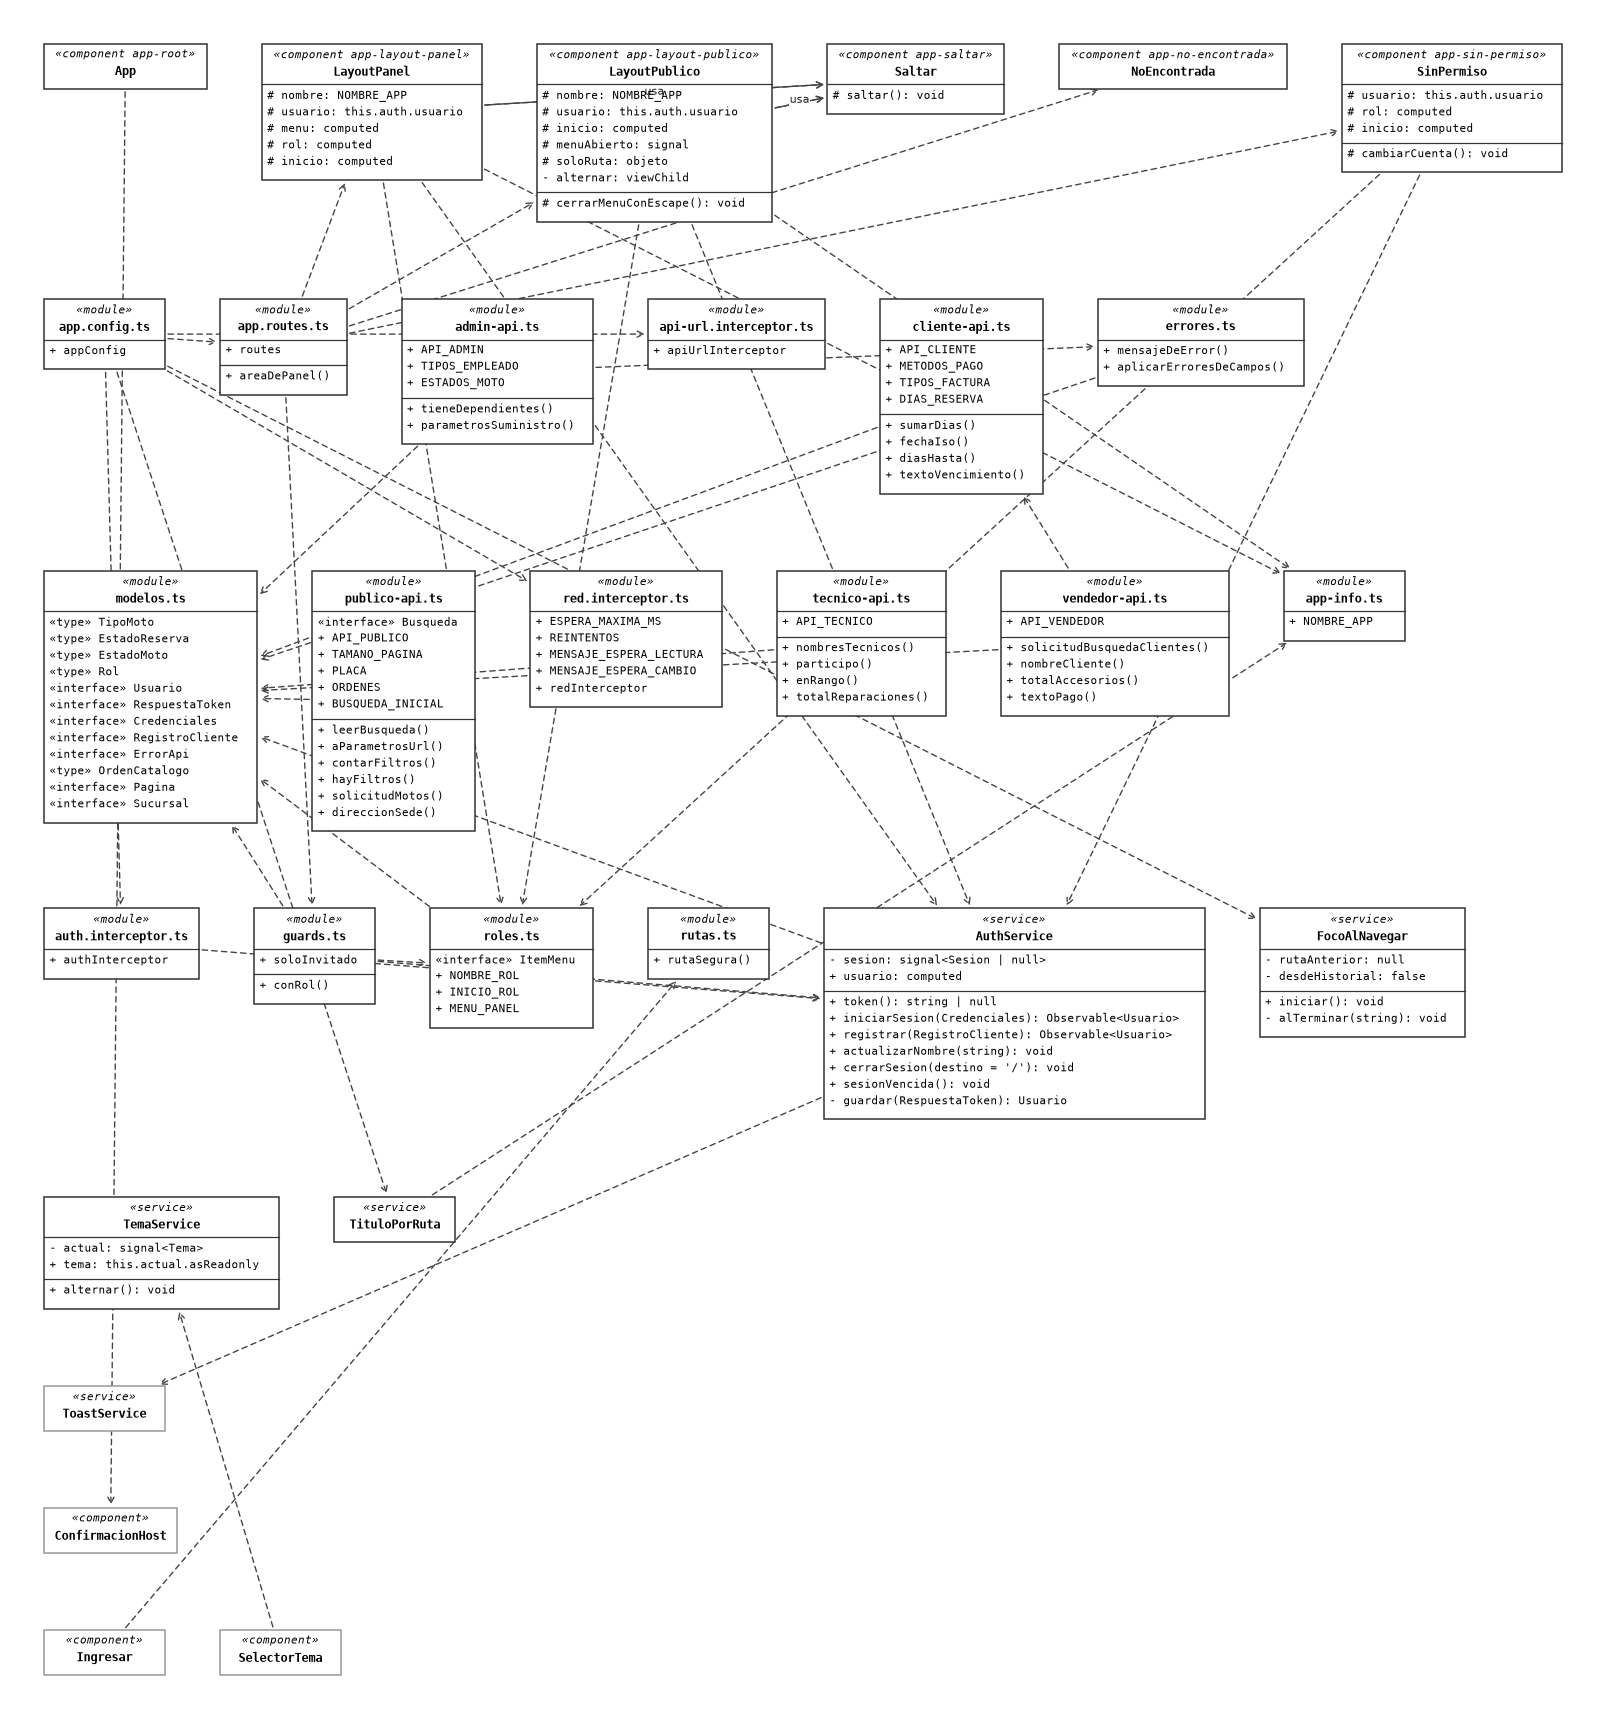 «component app-root»
App
«component app-layout-panel»
LayoutPanel
# nombre: NOMBRE_APP
# usuario: this.auth.usuario
# menu: computed
# rol: computed
# inicio: computed
«component app-layout-publico»
LayoutPublico
# nombre: NOMBRE_APP
# usuario: this.auth.usuario
# inicio: computed
# menuAbierto: signal
# soloRuta: objeto
- alternar: viewChild
# cerrarMenuConEscape(): void
usa
usa
«component app-saltar»
Saltar
# saltar(): void
«component app-no-encontrada»
NoEncontrada
«component app-sin-permiso»
SinPermiso
# usuario: this.auth.usuario
# rol: computed
# inicio: computed
# cambiarCuenta(): void
«module»
app.config.ts
+ appConfig
«module»
app.routes.ts
+ routes
+ areaDePanel()
«module»
admin-api.ts
+ API_ADMIN
+ TIPOS_EMPLEADO
+ ESTADOS_MOTO
+ tieneDependientes()
+ parametrosSuministro()
«module»
api-url.interceptor.ts
+ apiUrlInterceptor
«module»
cliente-api.ts
+ API_CLIENTE
+ METODOS_PAGO
+ TIPOS_FACTURA
+ DIAS_RESERVA
+ sumarDias()
+ fechaIso()
+ diasHasta()
+ textoVencimiento()
«module»
errores.ts
+ mensajeDeError()
+ aplicarErroresDeCampos()
«module»
modelos.ts
«type» TipoMoto
«type» EstadoReserva
«type» EstadoMoto
«type» Rol
«interface» Usuario
«interface» RespuestaToken
«interface» Credenciales
«interface» RegistroCliente
«interface» ErrorApi
«type» OrdenCatalogo
«interface» Pagina
«interface» Sucursal
«module»
publico-api.ts
«interface» Busqueda
+ API_PUBLICO
+ TAMANO_PAGINA
+ PLACA
+ ORDENES
+ BUSQUEDA_INICIAL
+ leerBusqueda()
+ aParametrosUrl()
+ contarFiltros()
+ hayFiltros()
+ solicitudMotos()
+ direccionSede()
«module»
red.interceptor.ts
+ ESPERA_MAXIMA_MS
+ REINTENTOS
+ MENSAJE_ESPERA_LECTURA
+ MENSAJE_ESPERA_CAMBIO
+ redInterceptor
«module»
tecnico-api.ts
+ API_TECNICO
+ nombresTecnicos()
+ participo()
+ enRango()
+ totalReparaciones()
«module»
vendedor-api.ts
+ API_VENDEDOR
+ solicitudBusquedaClientes()
+ nombreCliente()
+ totalAccesorios()
+ textoPago()
«module»
app-info.ts
+ NOMBRE_APP
«module»
auth.interceptor.ts
+ authInterceptor
«module»
guards.ts
+ soloInvitado
+ conRol()
«module»
roles.ts
«interface» ItemMenu
+ NOMBRE_ROL
+ INICIO_ROL
+ MENU_PANEL
«module»
rutas.ts
+ rutaSegura()
«service»
AuthService
- sesion: signal<Sesion | null>
+ usuario: computed
+ token(): string | null
+ iniciarSesion(Credenciales): Observable<Usuario>
+ registrar(RegistroCliente): Observable<Usuario>
+ actualizarNombre(string): void
+ cerrarSesion(destino = '/'): void
+ sesionVencida(): void
- guardar(RespuestaToken): Usuario
«service»
FocoAlNavegar
- rutaAnterior: null
- desdeHistorial: false
+ iniciar(): void
- alTerminar(string): void
«service»
TemaService
- actual: signal<Tema>
+ tema: this.actual.asReadonly
+ alternar(): void
«service»
TituloPorRuta
«service»
ToastService
«component»
ConfirmacionHost
«component»
Ingresar
«component»
SelectorTema